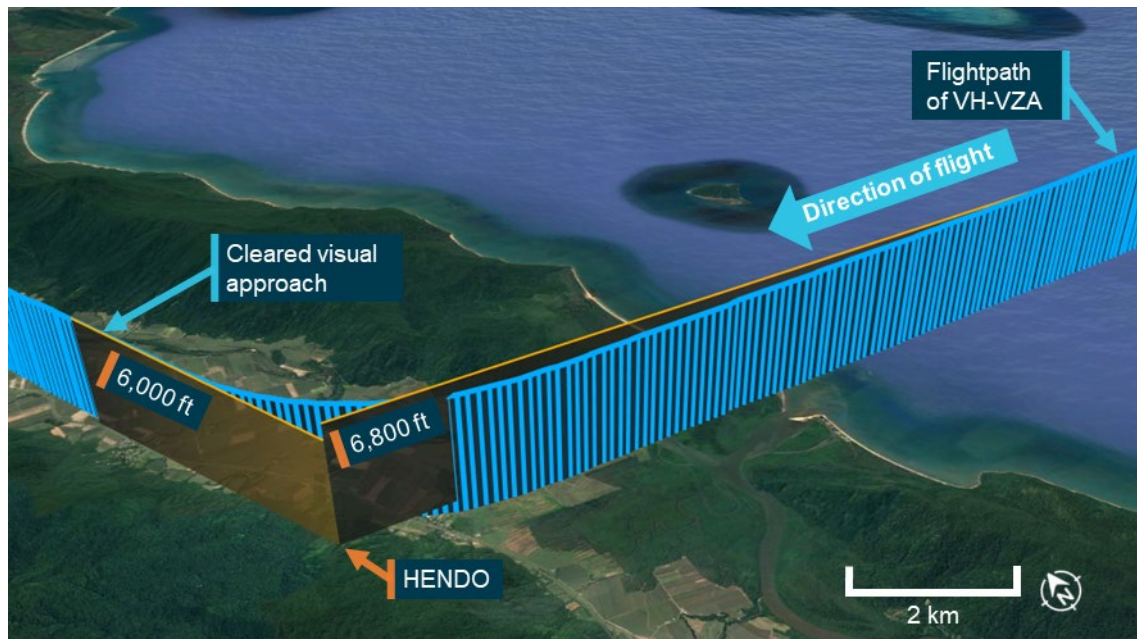 Flightpath
of VH-VZA
Direction of flight
Cleared visual
approach
6,000 ft
6,800 ft
HENDO
2 km
N